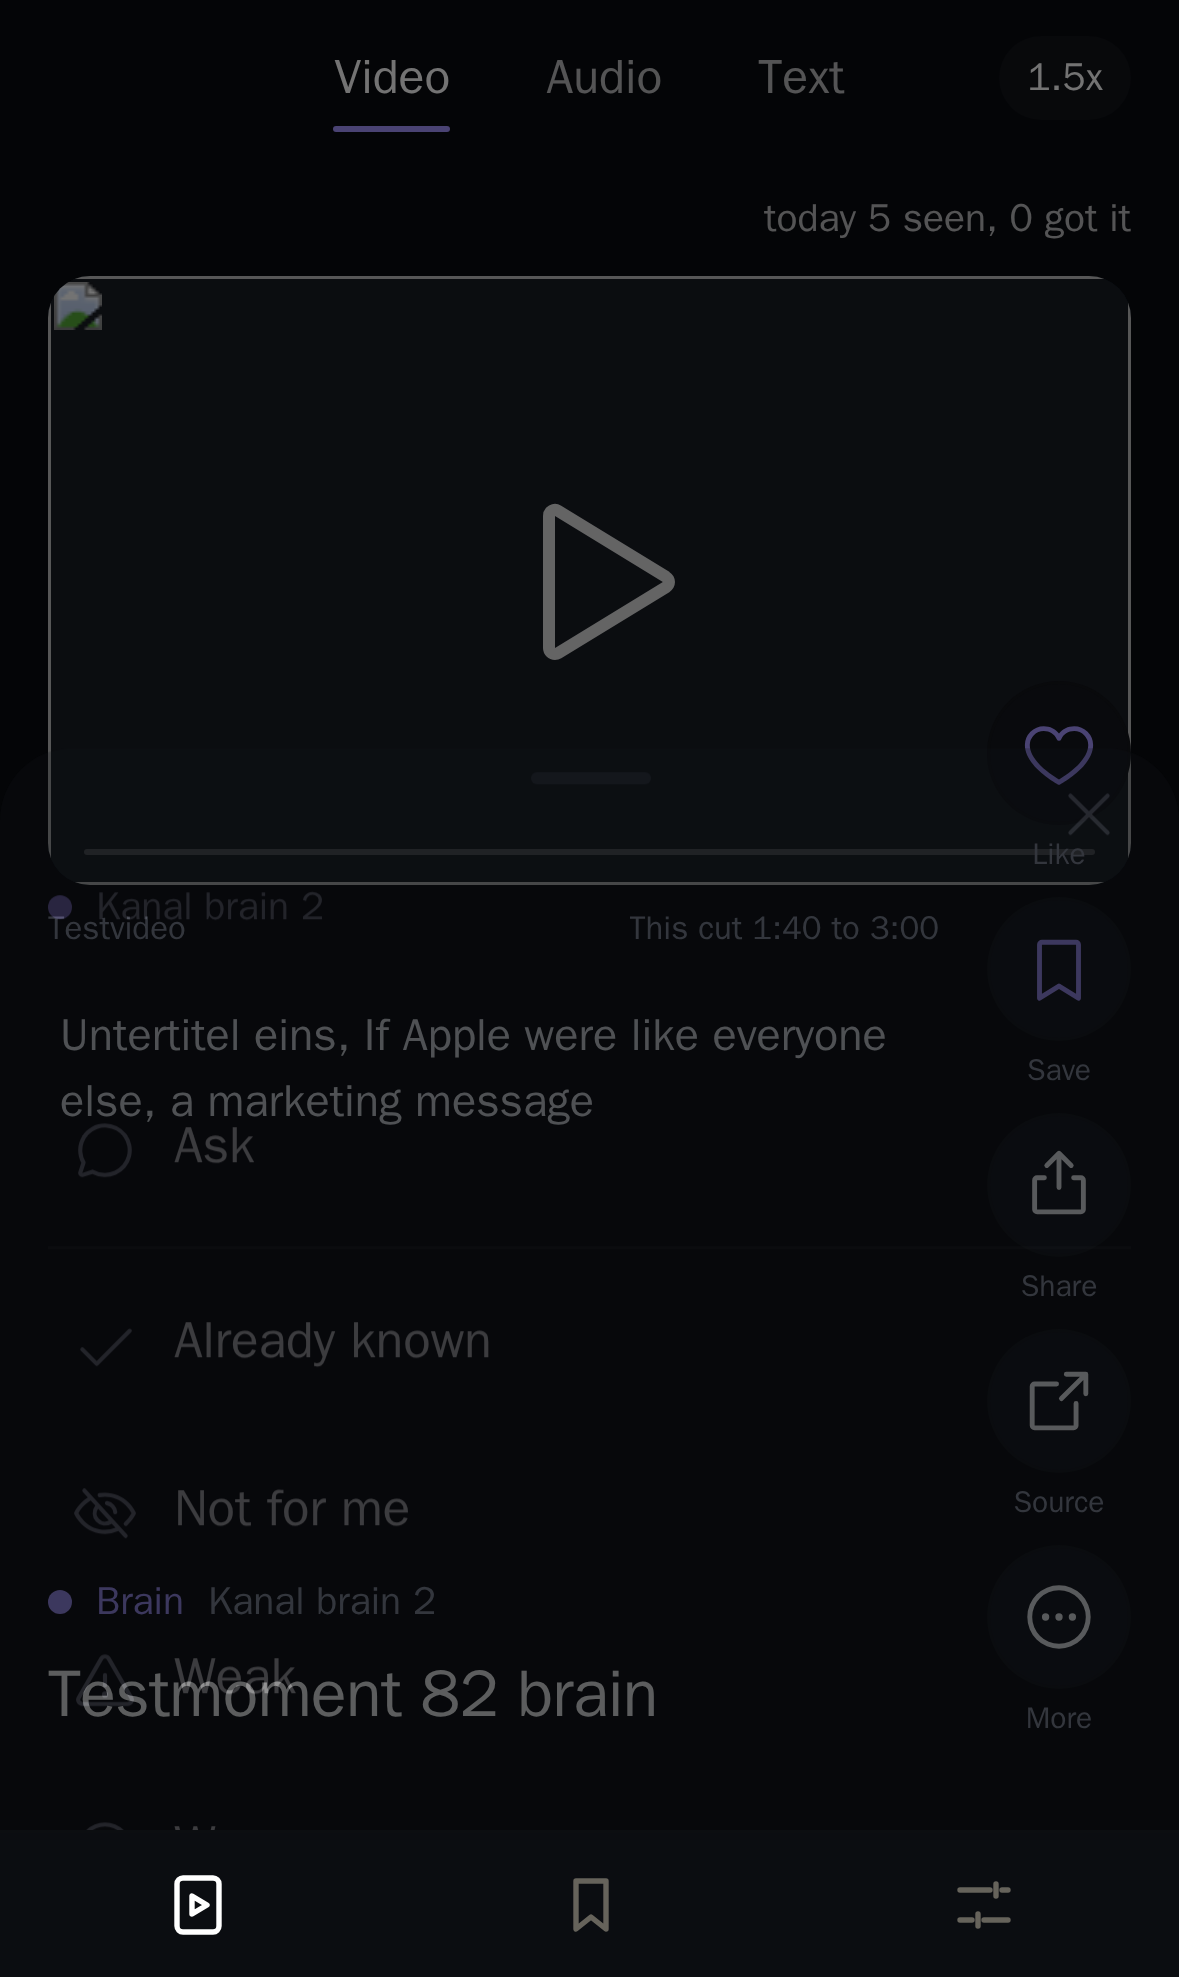 Video Audio Text 1.5x
today 5 seen, 0 got it
Like
Kanal brain 2
Testvideo This cut 1:40 to 3:00
Save
Untertitel eins, If Apple were like everyone
else, a marketing message
Ask
Share
Already known
Source
Not for me
Brain Kanal brain 2
Weak
Testmoment 82 brain
More